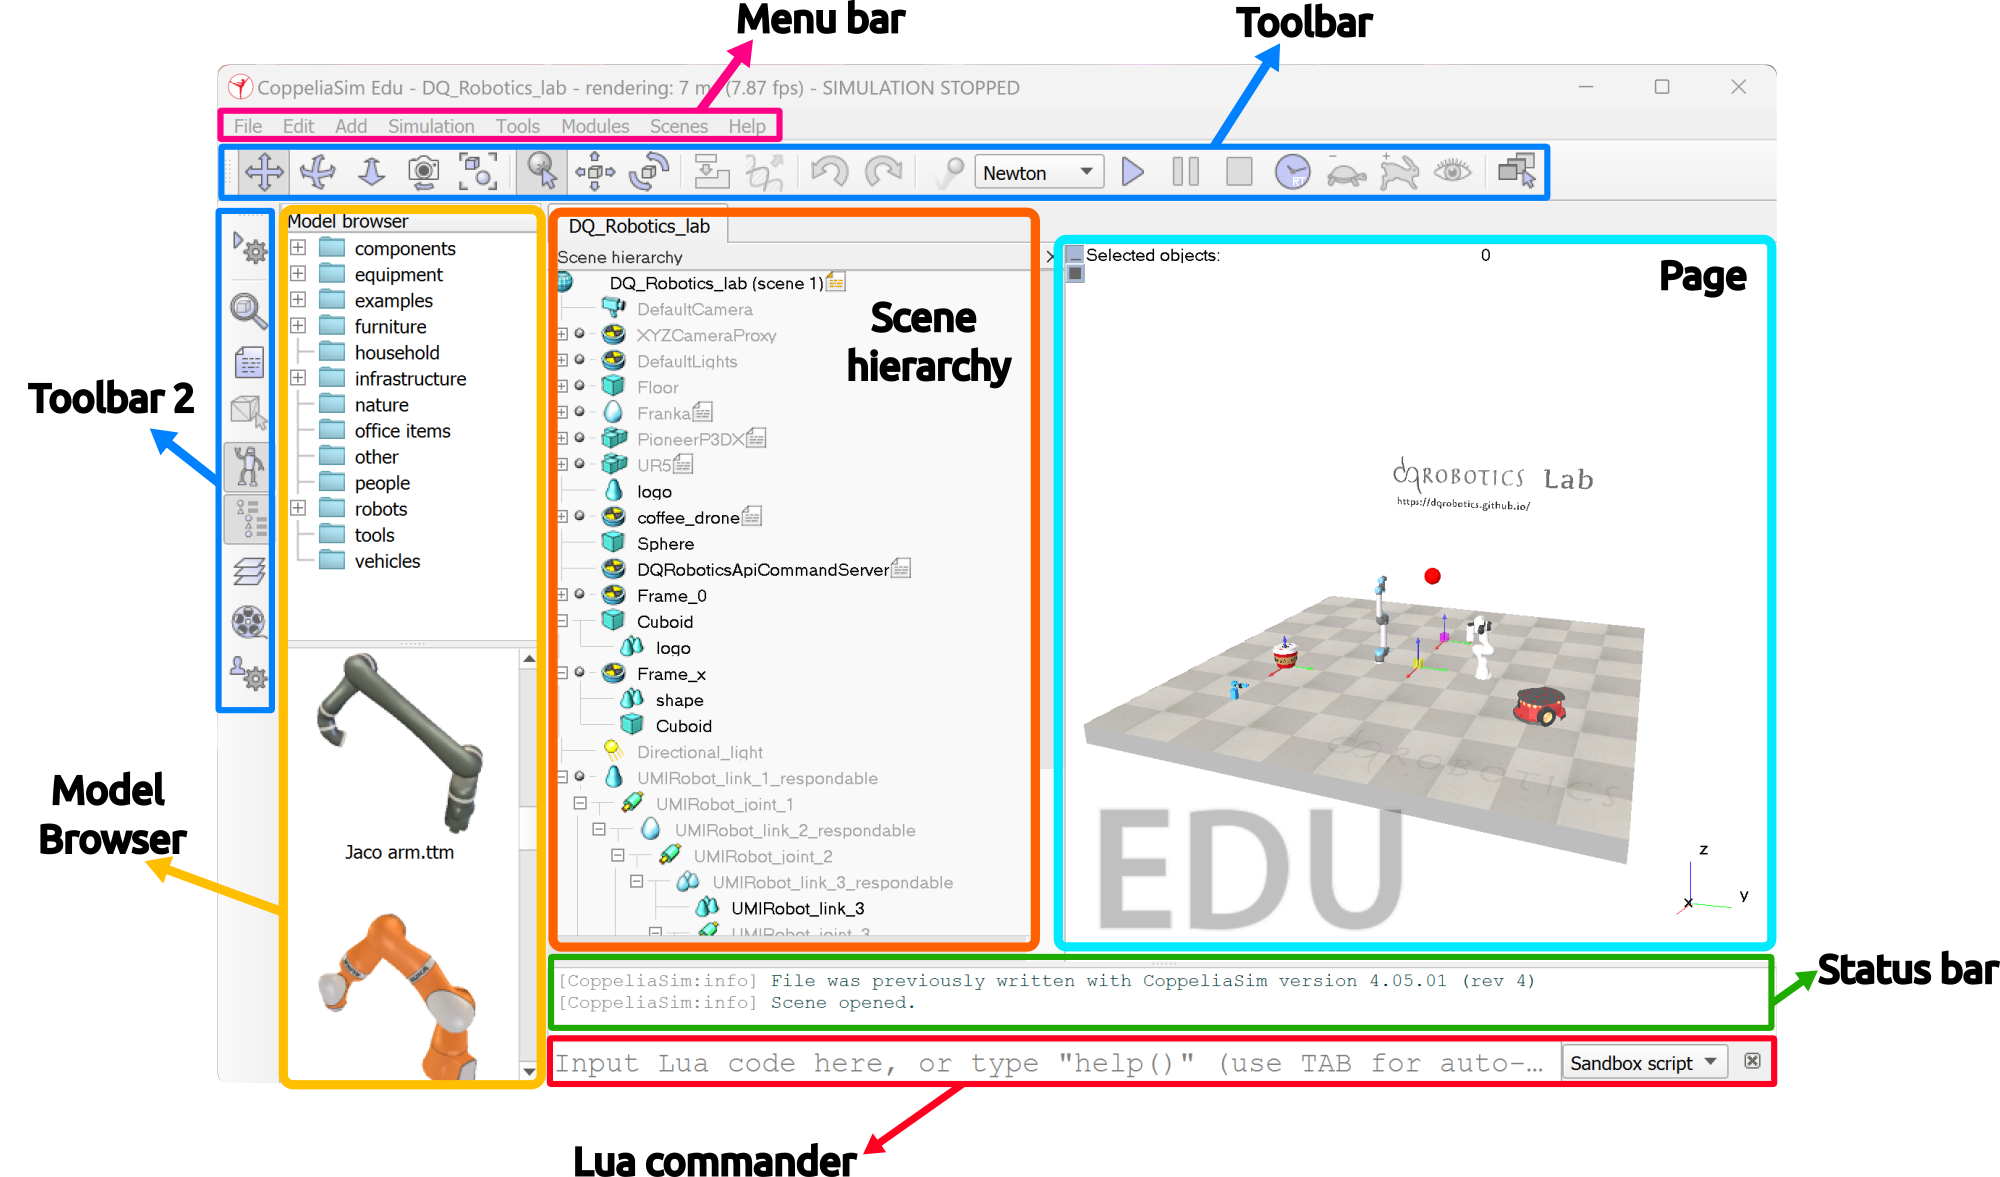 Menu bar
Toolbar
CoppeliaSim Edu - DQ_Robotics_lab - rendering: 7 m (7.87 fps) - SIMULATION STOPPED
File Edit Add Simulation Tools Modules Scenes Help
RT
Newton
Toolbar 2
Model browser
components
equipment
examples
furniture
household
infrastructure
nature
office items
other
people
robots
tools
vehicles
Jaco arm.ttm
Model
Browser
DQ_Robotics_lab
Scene hierarchy
Scene
hierarchy
DQ_Robotics_lab (scene 1)
DefaultCamera
XYZCameraProxy
DefaultLights
Floor
Franka
PioneerP3DX
UR5
logo
coffee_drone
Sphere
DQRoboticsApiCommandServer
Frame_0
Cuboid
logo
Frame_x
shape
Cuboid
Directional_light
UMIRobot_link_1_respondable
UMIRobot_joint_1
UMIRobot_link_2_respondable
UMIRobot_joint_2
UMIRobot_link_3_respondable
UMIRobot_link_3
UMIRobot_joint_3
Selected objects: 0
Page
dqROBOTICS Lab
https://dqrobotics.github.io/
dqROBOTICS
EDU
z
y
x
[CoppeliaSim:info] File was previously written with CoppeliaSim version 4.05.01 (rev 4)
[CoppeliaSim:info] Scene opened.
Status bar
Input Lua code here, or type "help()" (use TAB for auto-...
Sandbox script
Lua commander